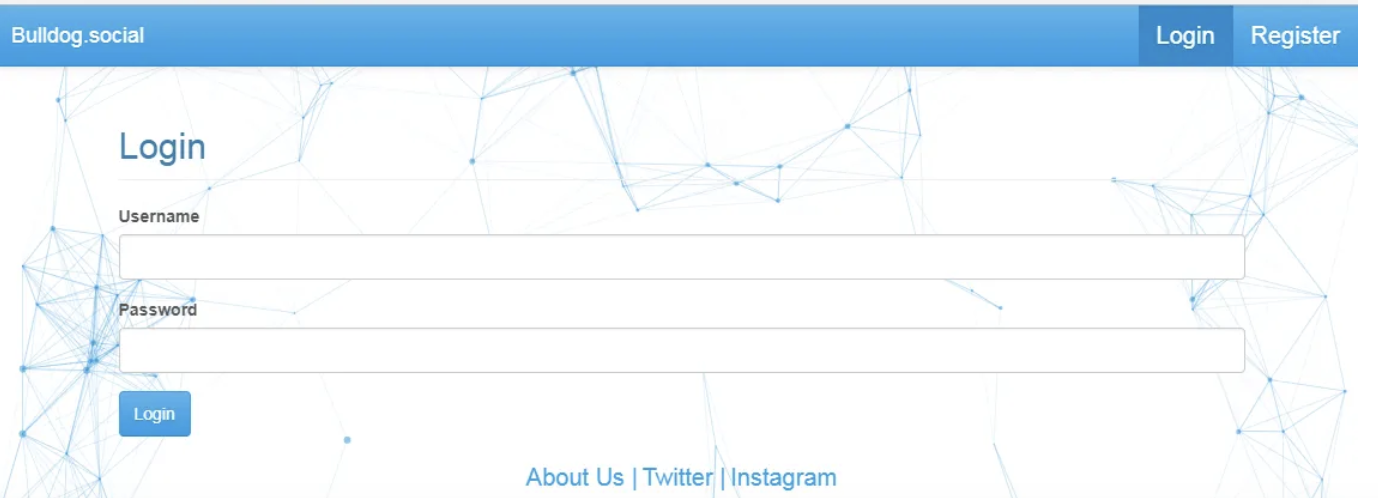 Bulldog.social Login Register
Login
Username
Password
Login
About Us | Twitter | Instagram